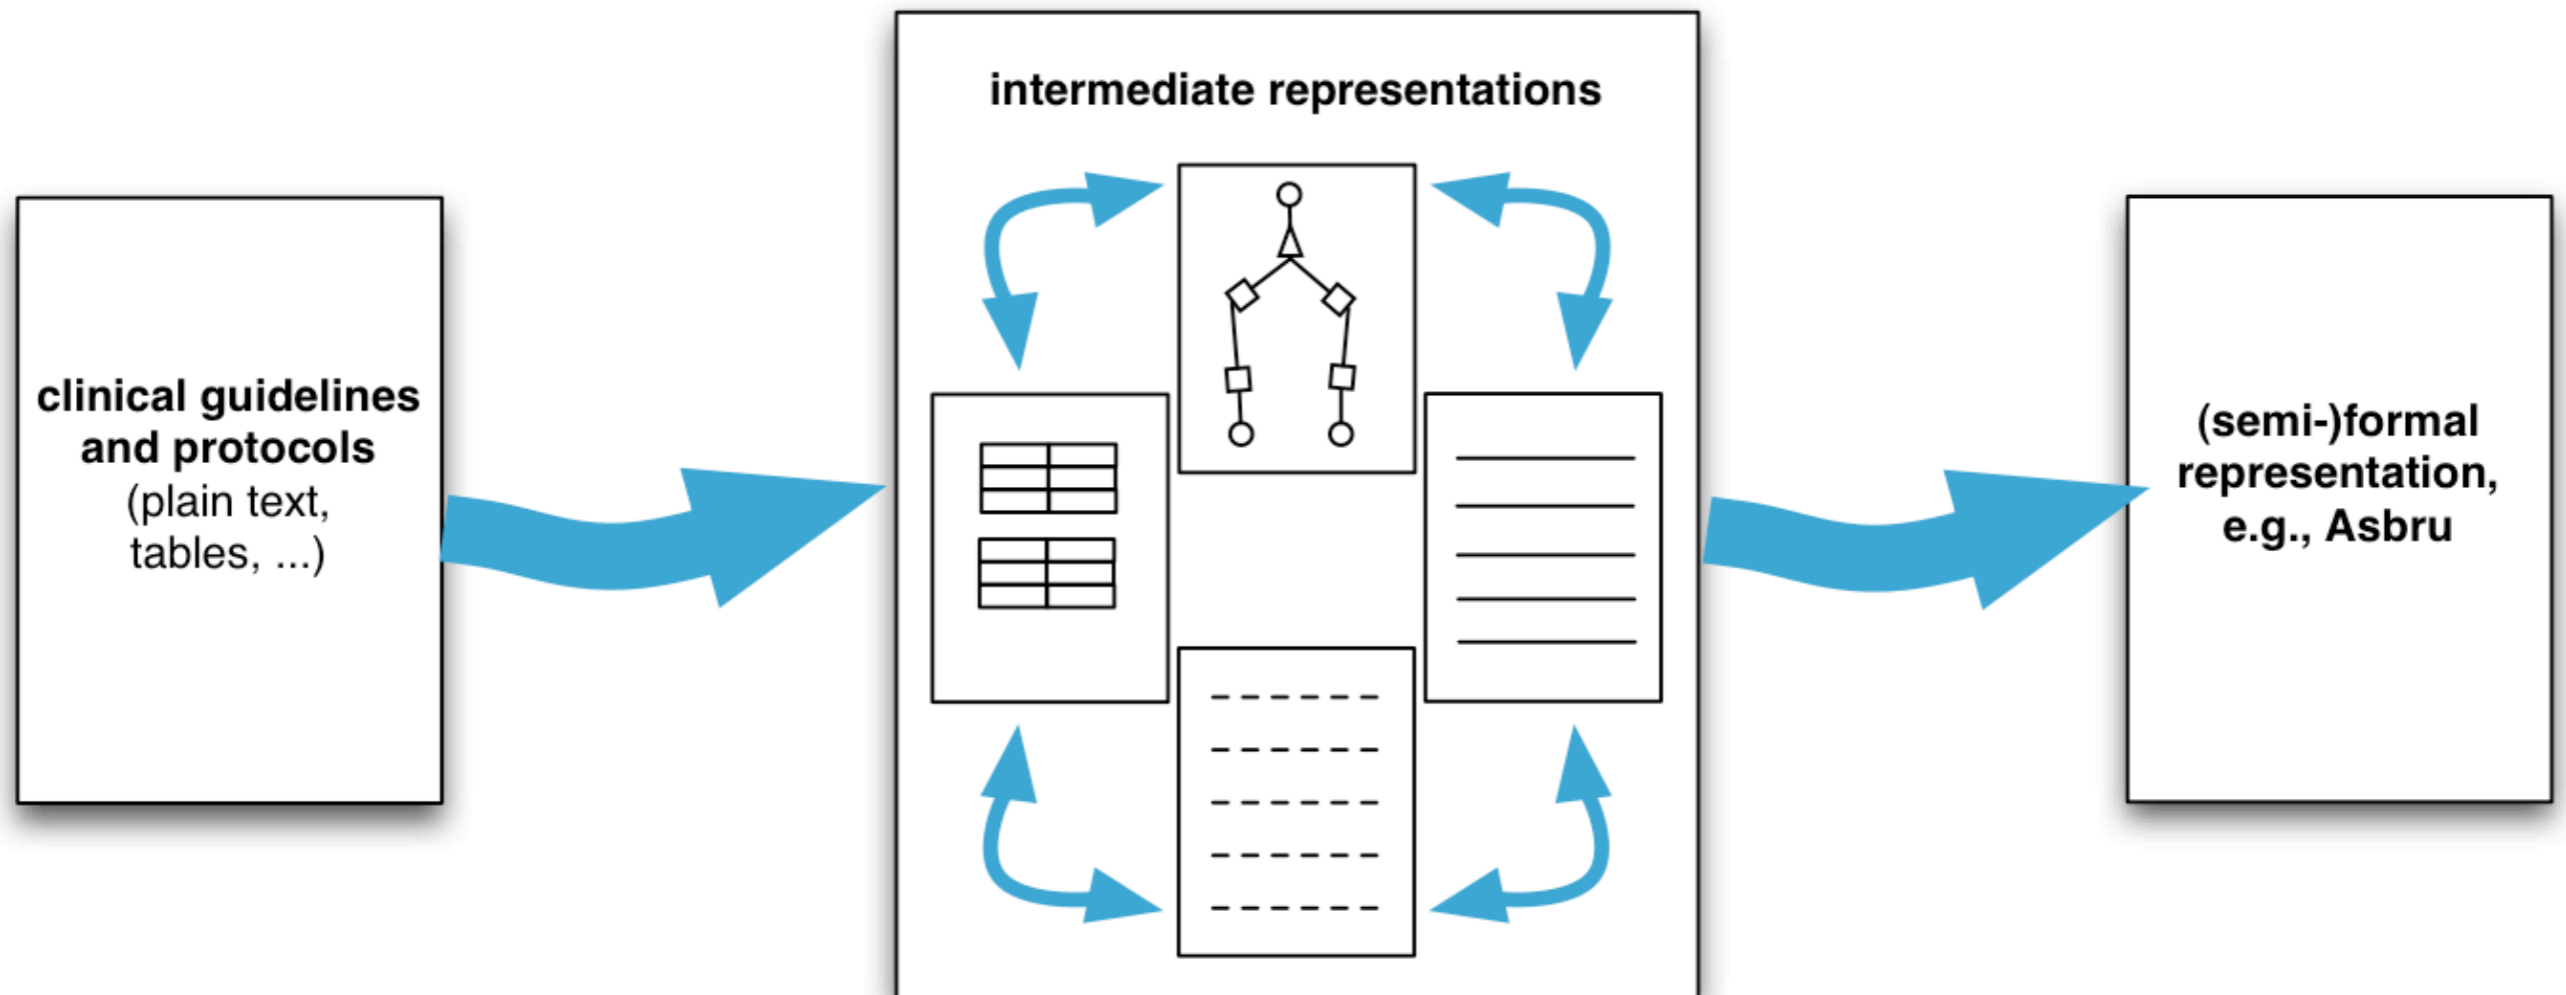 intermediate representations
clinical guidelines
and protocols
(plain text,
tables, ...)
(semi-)formal
representation,
e.g., Asbru